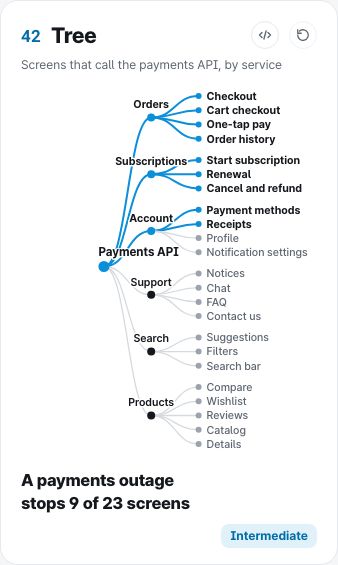 42 Tree
Screens that call the payments API, by service
Orders
Checkout
Cart checkout
One-tap pay
Order history
Subscriptions
Start subscription
Renewal
Cancel and refund
Account
Payment methods
Receipts
Profile
Notification settings
Payments API
Support
Notices
Chat
FAQ
Contact us
Search
Suggestions
Filters
Search bar
Products
Compare
Wishlist
Reviews
Catalog
Details
A payments outage
stops 9 of 23 screens
Intermediate